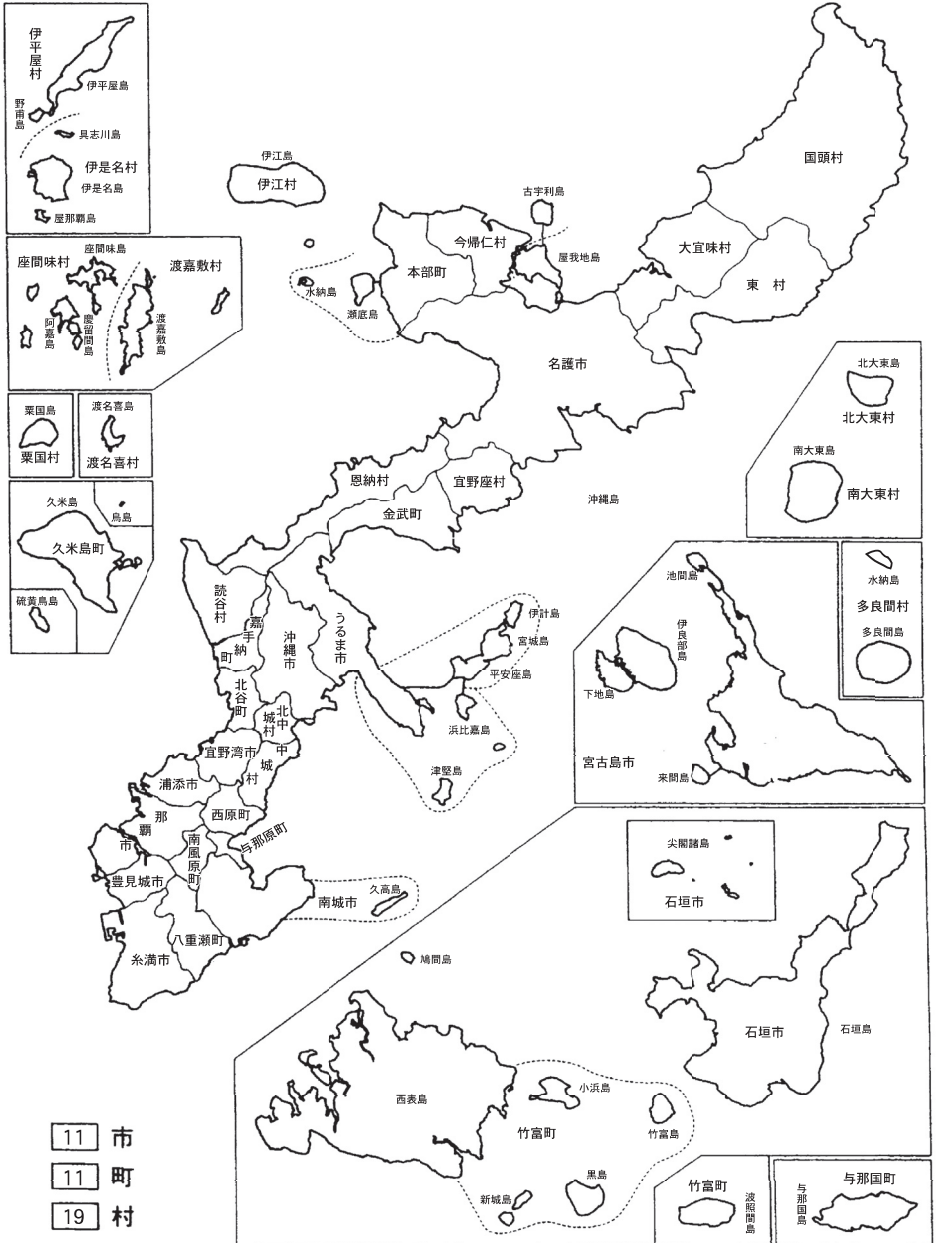 伊平屋村
伊平屋島
野甫島
具志川島
伊是名村
伊是名島
屋那覇島
伊江島
伊江村
古宇利島
国頭村
今帰仁村
大宜味村
屋我地島
本部町
東 村
水納島
瀬底島
名護市
座間味島
座間味村
渡嘉敷村
阿嘉島
慶留間島
渡嘉敷島
粟国島
粟国村
渡名喜島
渡名喜村
久米島
鳥島
久米島町
硫黄鳥島
恩納村
宜野座村
金武町
沖縄島
北大東島
北大東村
南大東島
南大東村
読谷村
嘉手納町
沖縄市
うるま市
伊計島
宮城島
平安座島
浜比嘉島
津堅島
北谷町
北中城村
中城村
宜野湾市
浦添市
西原町
那覇市
南風原町
与那原町
豊見城市
南城市
久高島
八重瀬町
糸満市
池間島
伊良部島
下地島
宮古島市
来間島
水納島
多良間村
多良間島
尖閣諸島
石垣市
鳩間島
石垣市
石垣島
西表島
小浜島
竹富町
竹富島
新城島
黒島
竹富町
波照間島
与那国町
与那国島
11 市
11 町
19 村